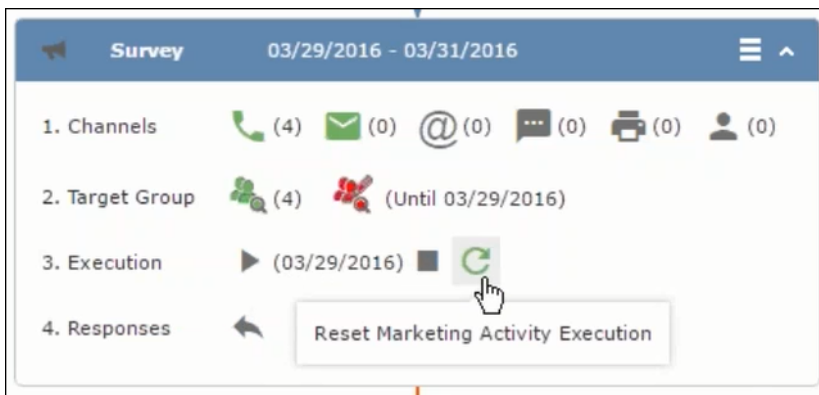 Survey 03/29/2016 - 03/31/2016
1. Channels (4) (0) @ (0) (0) (0) (0)
2. Target Group (4) (Until 03/29/2016)
3. Execution (03/29/2016)
4. Responses
Reset Marketing Activity Execution